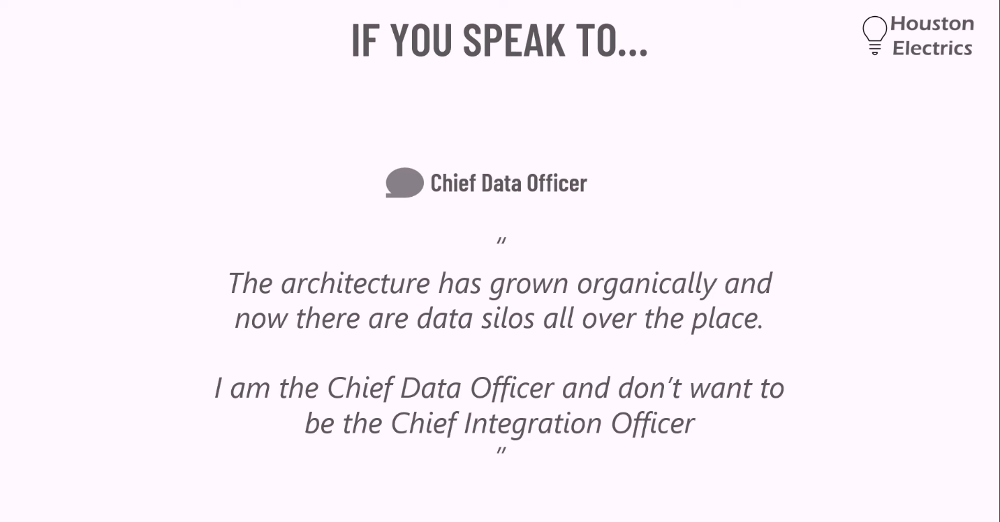 IF YOU SPEAK TO...
Houston
Electrics
Chief Data Officer
“
The architecture has grown organically and
now there are data silos all over the place.
I am the Chief Data Officer and don’t want to
be the Chief Integration Officer
”